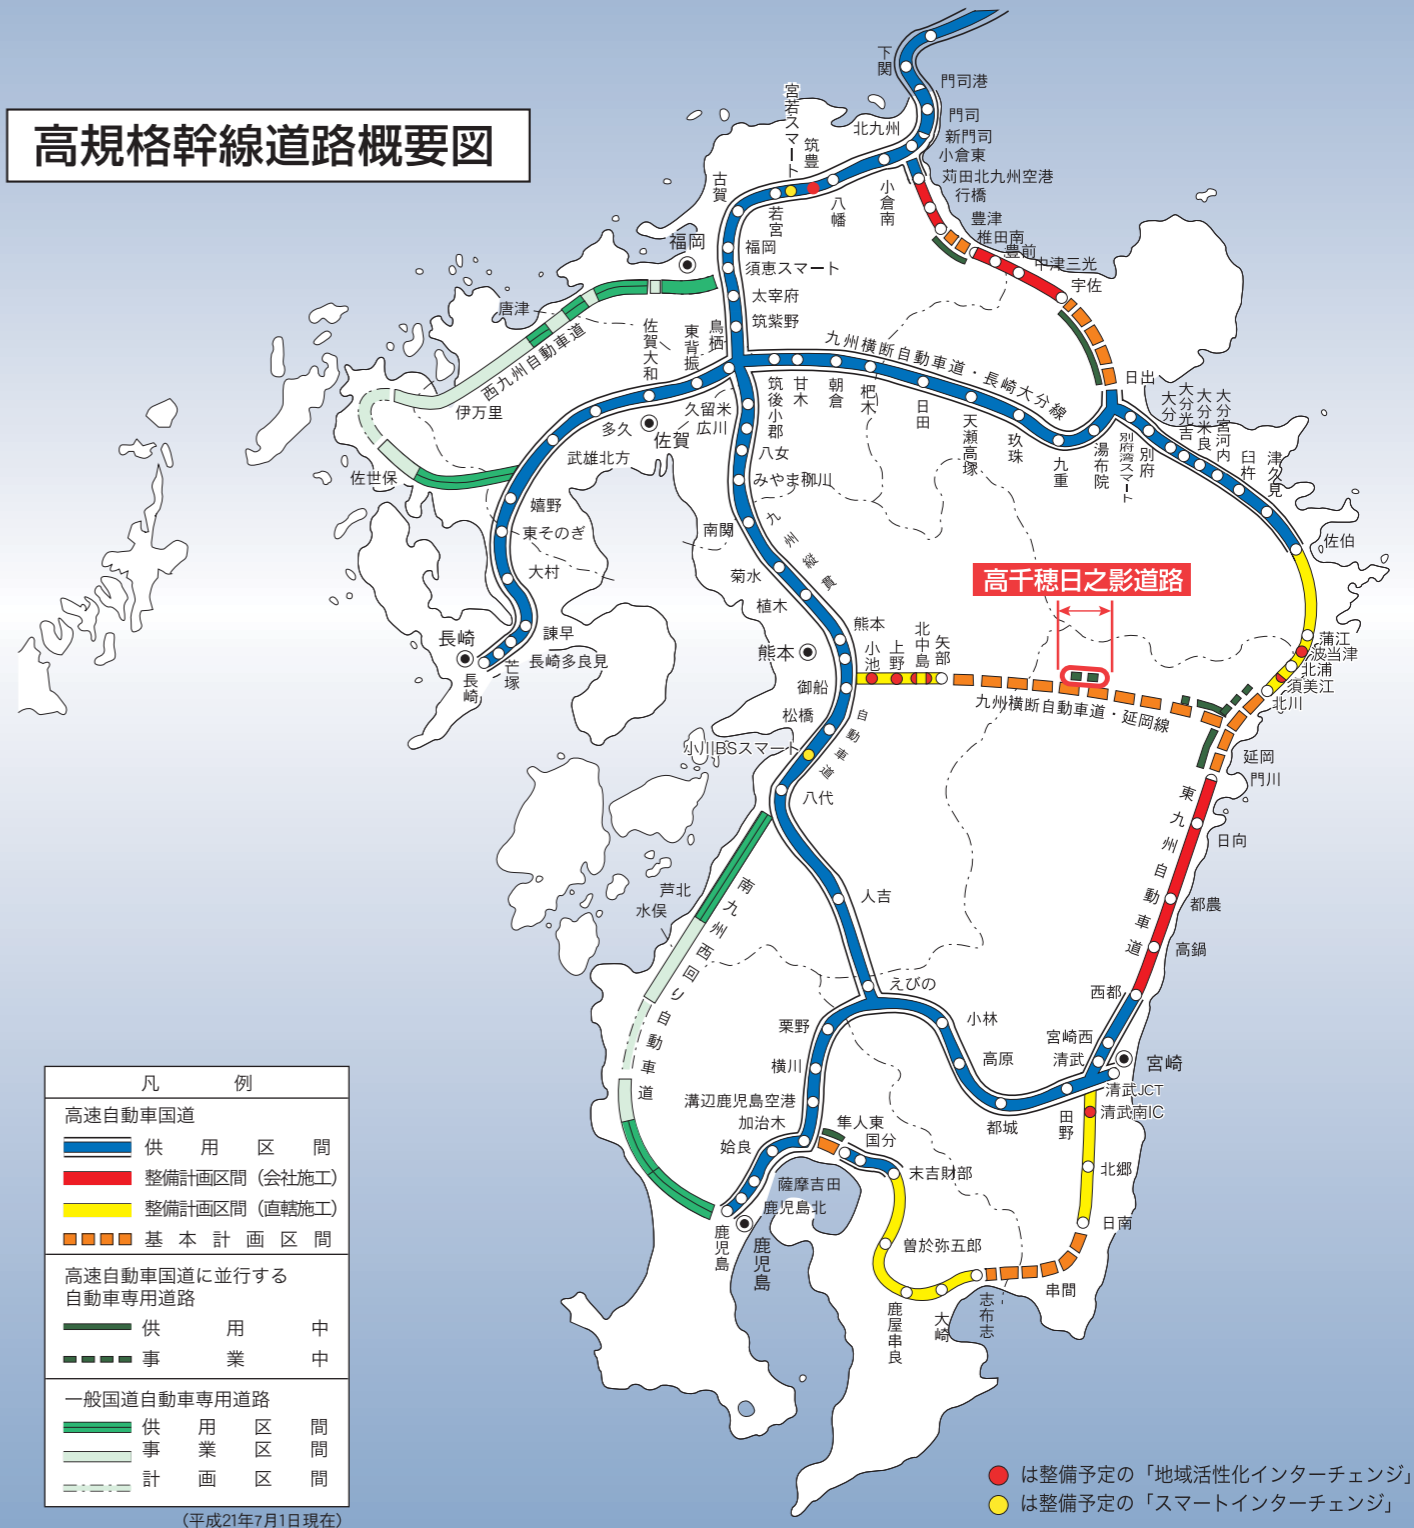 高規格幹線道路概要図
下関
門司港
門司
新門司
北九州
小倉東
苅田北九州空港
行橋
小倉南
豊津
椎田南
豊前
中津三光
宇佐
宮若スマート
筑豊
八幡
若宮
古賀
福岡
福岡
須恵スマート
太宰府
筑紫野
鳥栖
東背振
佐賀大和
唐津
西九州自動車道
伊万里
佐世保
多久
佐賀
武雄北方
嬉野
東そのぎ
大村
諫早
長崎多良見
芒塚
長崎
長崎
久留米
広川
八女
みやま柳川
南関
菊水
植木
熊本
熊本
御船
松橋
小川BSスマート
八代
九州縦貫
自動車道
九州横断自動車道・長崎大分線
筑後小郡
甘木
朝倉
杷木
日田
天瀬高塚
玖珠
九重
湯布院
別府湾スマート
別府
日出
大分
大分光吉
大分米良
大分宮河内
臼杵
津久見
佐伯
蒲江
波当津
北浦
須美江
北川
高千穂日之影道路
小池
上野
北中島
矢部
九州横断自動車道・延岡線
延岡
門川
日向
都農
高鍋
西都
東九州自動車道
宮崎西
清武
宮崎
清武JCT
清武南IC
田野
北郷
日南
串間
志布志
大崎
鹿屋串良
曽於弥五郎
末吉財部
国分
隼人東
人吉
えびの
小林
高原
都城
栗野
横川
溝辺鹿児島空港
加治木
姶良
薩摩吉田
鹿児島北
鹿児島
鹿児島
芦北
水俣
南九州西回り自動車道
凡 例
高速自動車国道
供用区間
整備計画区間（会社施工）
整備計画区間（直轄施工）
基本計画区間
高速自動車国道に並行する
自動車専用道路
供用中
事業中
一般国道自動車専用道路
供用区間
事業区間
計画区間
（平成21年7月1日現在）
は整備予定の「地域活性化インターチェンジ」
は整備予定の「スマートインターチェンジ」